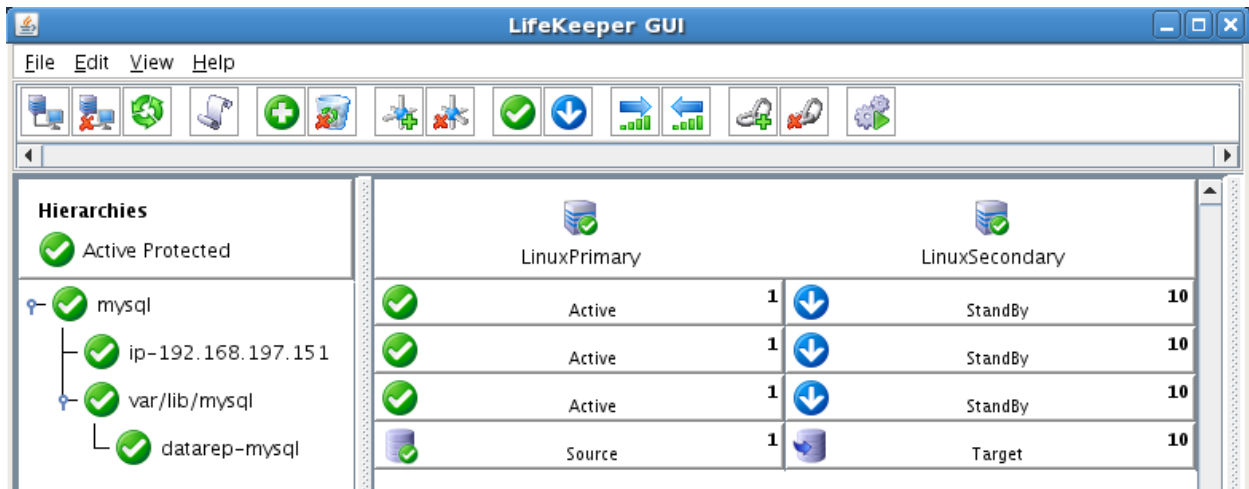 LifeKeeper GUI
File Edit View Help
Hierarchies
Active Protected
LinuxPrimary LinuxSecondary
mysql 1 Active 10 StandBy
ip-192.168.197.151 1 Active 10 StandBy
var/lib/mysql 1 Active 10 StandBy
datarep-mysql 1 Source 10 Target